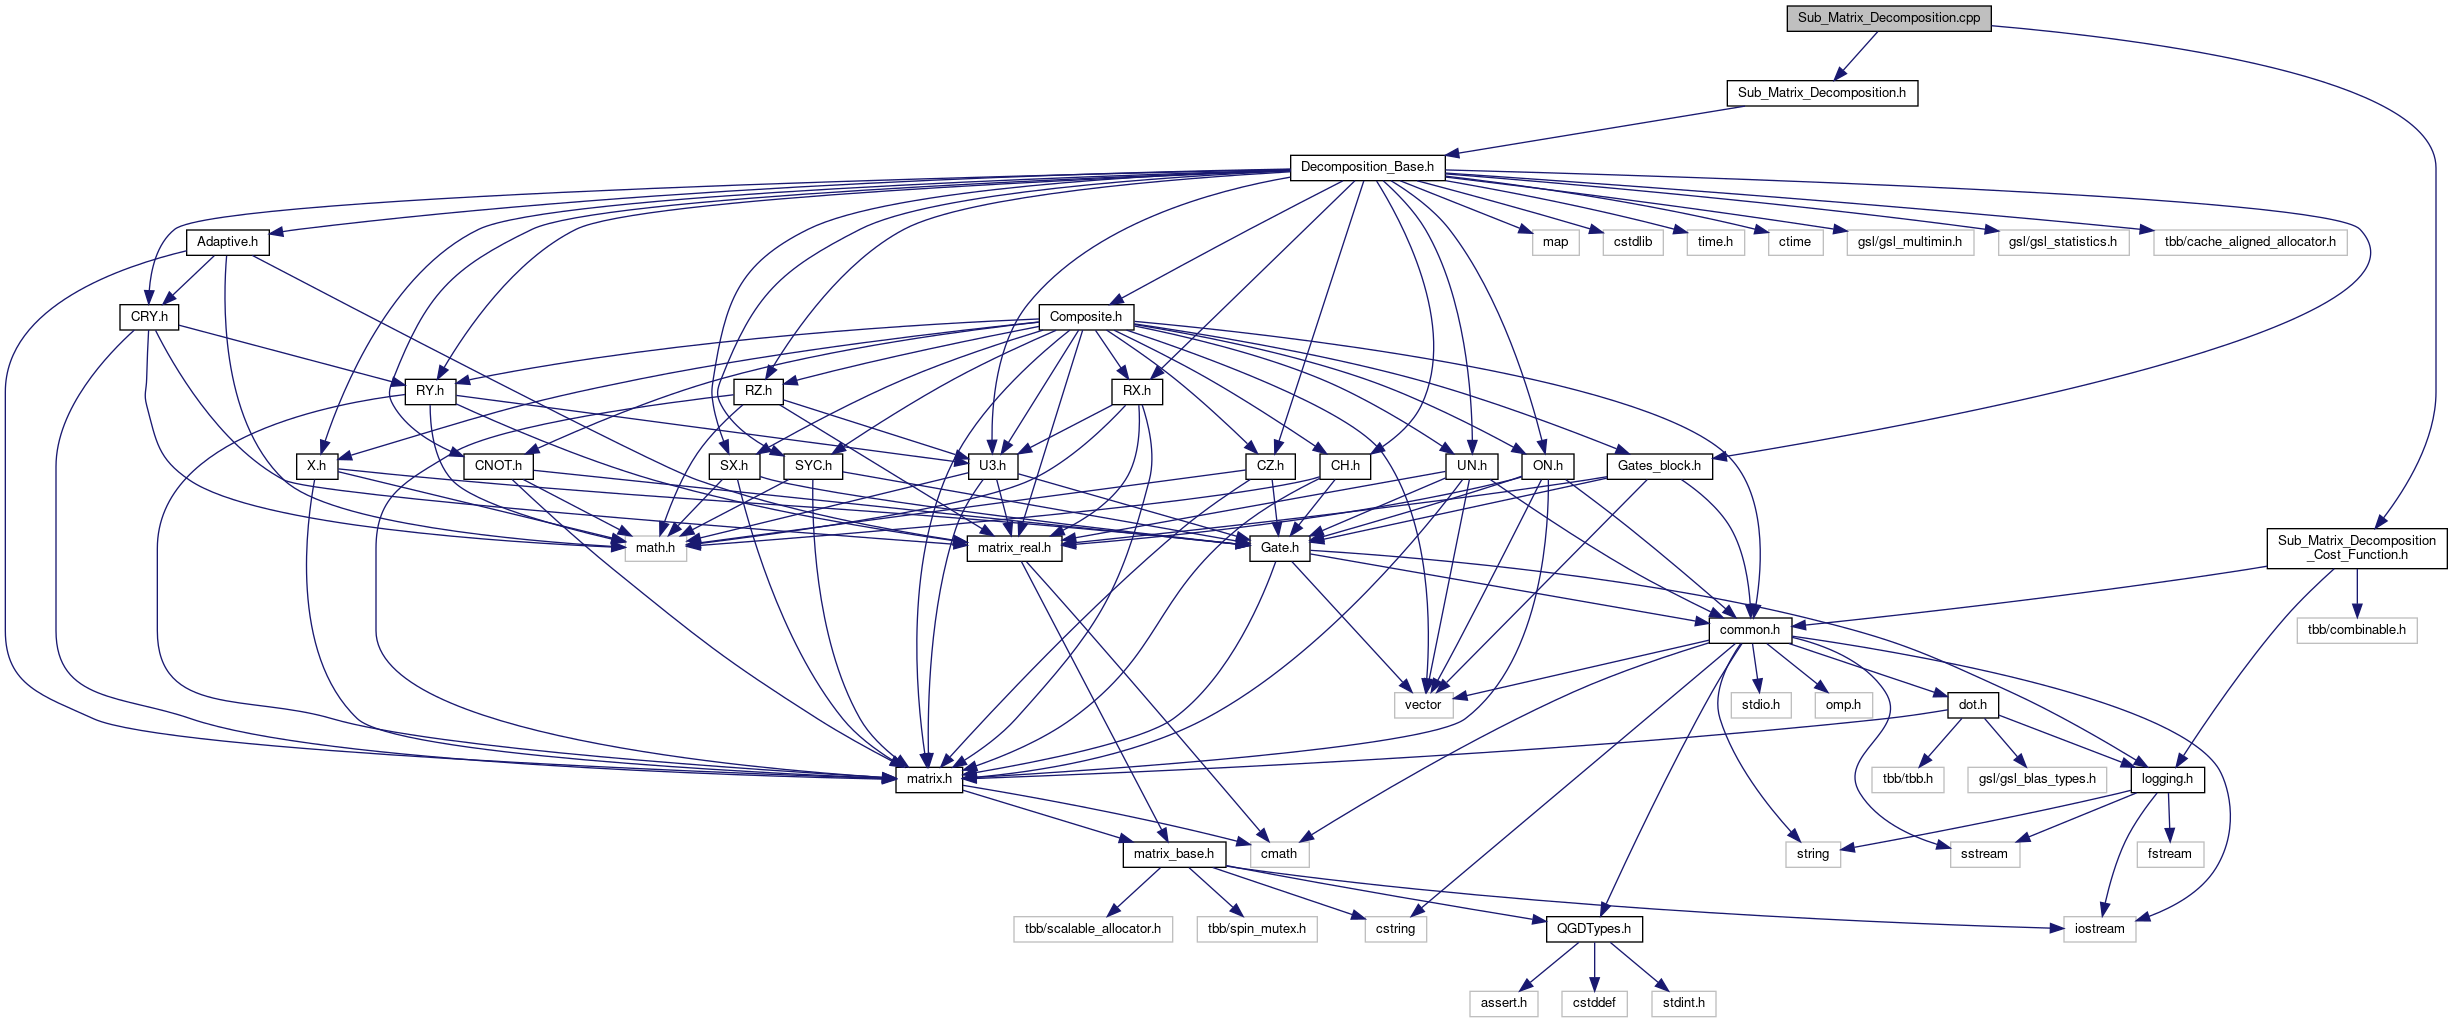 Sub_Matrix_Decomposition.cpp
Sub_Matrix_Decomposition.h
Decomposition_Base.h
Adaptive.h
map
cstdlib
time.h
ctime
gsl/gsl_multimin.h
gsl/gsl_statistics.h
tbb/cache_aligned_allocator.h
CRY.h
Composite.h
RY.h
RZ.h
RX.h
X.h
CNOT.h
SX.h
SYC.h
U3.h
CZ.h
CH.h
UN.h
ON.h
Gates_block.h
math.h
matrix_real.h
Gate.h
Sub_Matrix_Decomposition
_Cost_Function.h
common.h
tbb/combinable.h
vector
stdio.h
omp.h
dot.h
matrix.h
tbb/tbb.h
gsl/gsl_blas_types.h
logging.h
matrix_base.h
cmath
string
sstream
fstream
tbb/scalable_allocator.h
tbb/spin_mutex.h
cstring
QGDTypes.h
iostream
assert.h
cstddef
stdint.h